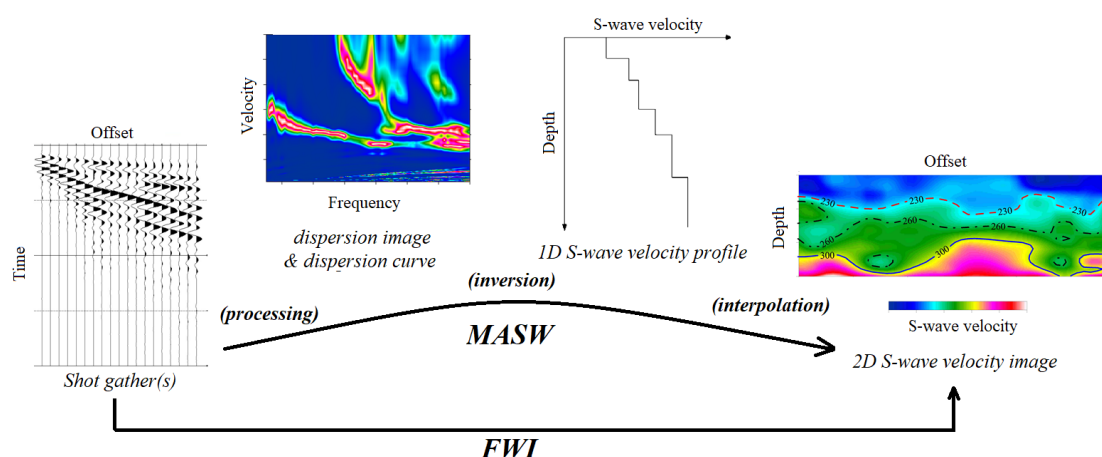 Offset
Time
Shot gather(s)
Velocity
Frequency
dispersion image
& dispersion curve
S-wave velocity
Depth
1D S-wave velocity profile
Offset
Depth
230
230
260
260
300
300
S-wave velocity
2D S-wave velocity image
(processing)
(inversion)
(interpolation)
MASW
FWI